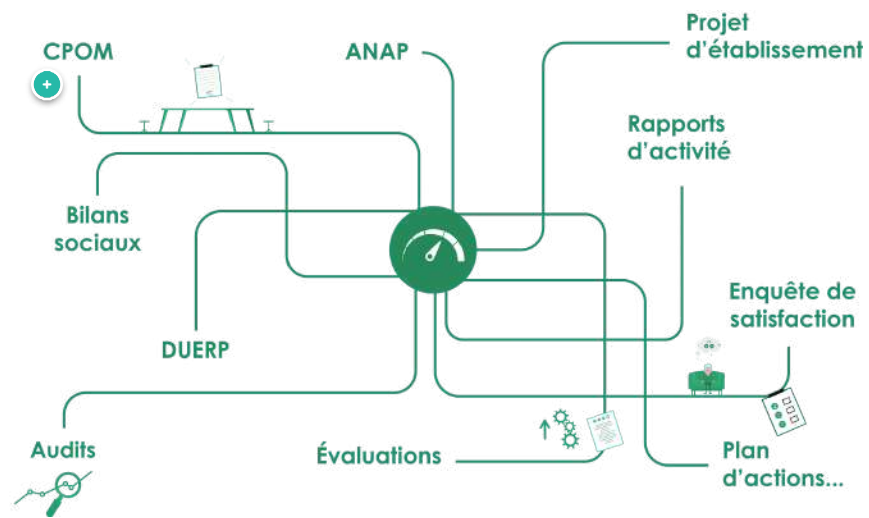 CPOM
ANAP
Projet
d'établissement
Rapports
d'activité
Bilans
sociaux
Enquête de
satisfaction
DUERP
Audits
Évaluations
Plan
d'actions...